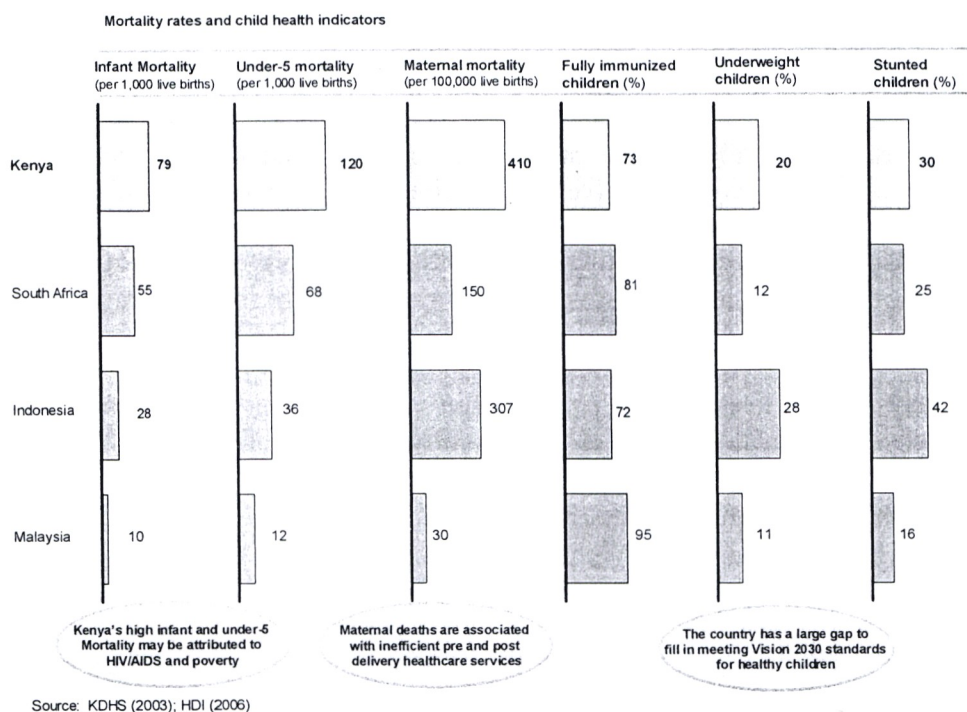 Mortality rates and child health indicators
Infant Mortality
(per 1,000 live births)
Under-5 mortality
(per 1,000 live births)
Maternal mortality
(per 100,000 live births)
Fully immunized
children (%)
Underweight
children (%)
Stunted
children (%)
Kenya 79 120 410 73 20 30
South Africa 55 68 150 81 12 25
Indonesia 28 36 307 72 28 42
Malaysia 10 12 30 95 11 16
Kenya's high infant and under-5
Mortality may be attributed to
HIV/AIDS and poverty
Maternal deaths are associated
with inefficient pre and post
delivery healthcare services
The country has a large gap to
fill in meeting Vision 2030 standards
for healthy children
Source: KDHS (2003); HDI (2006)